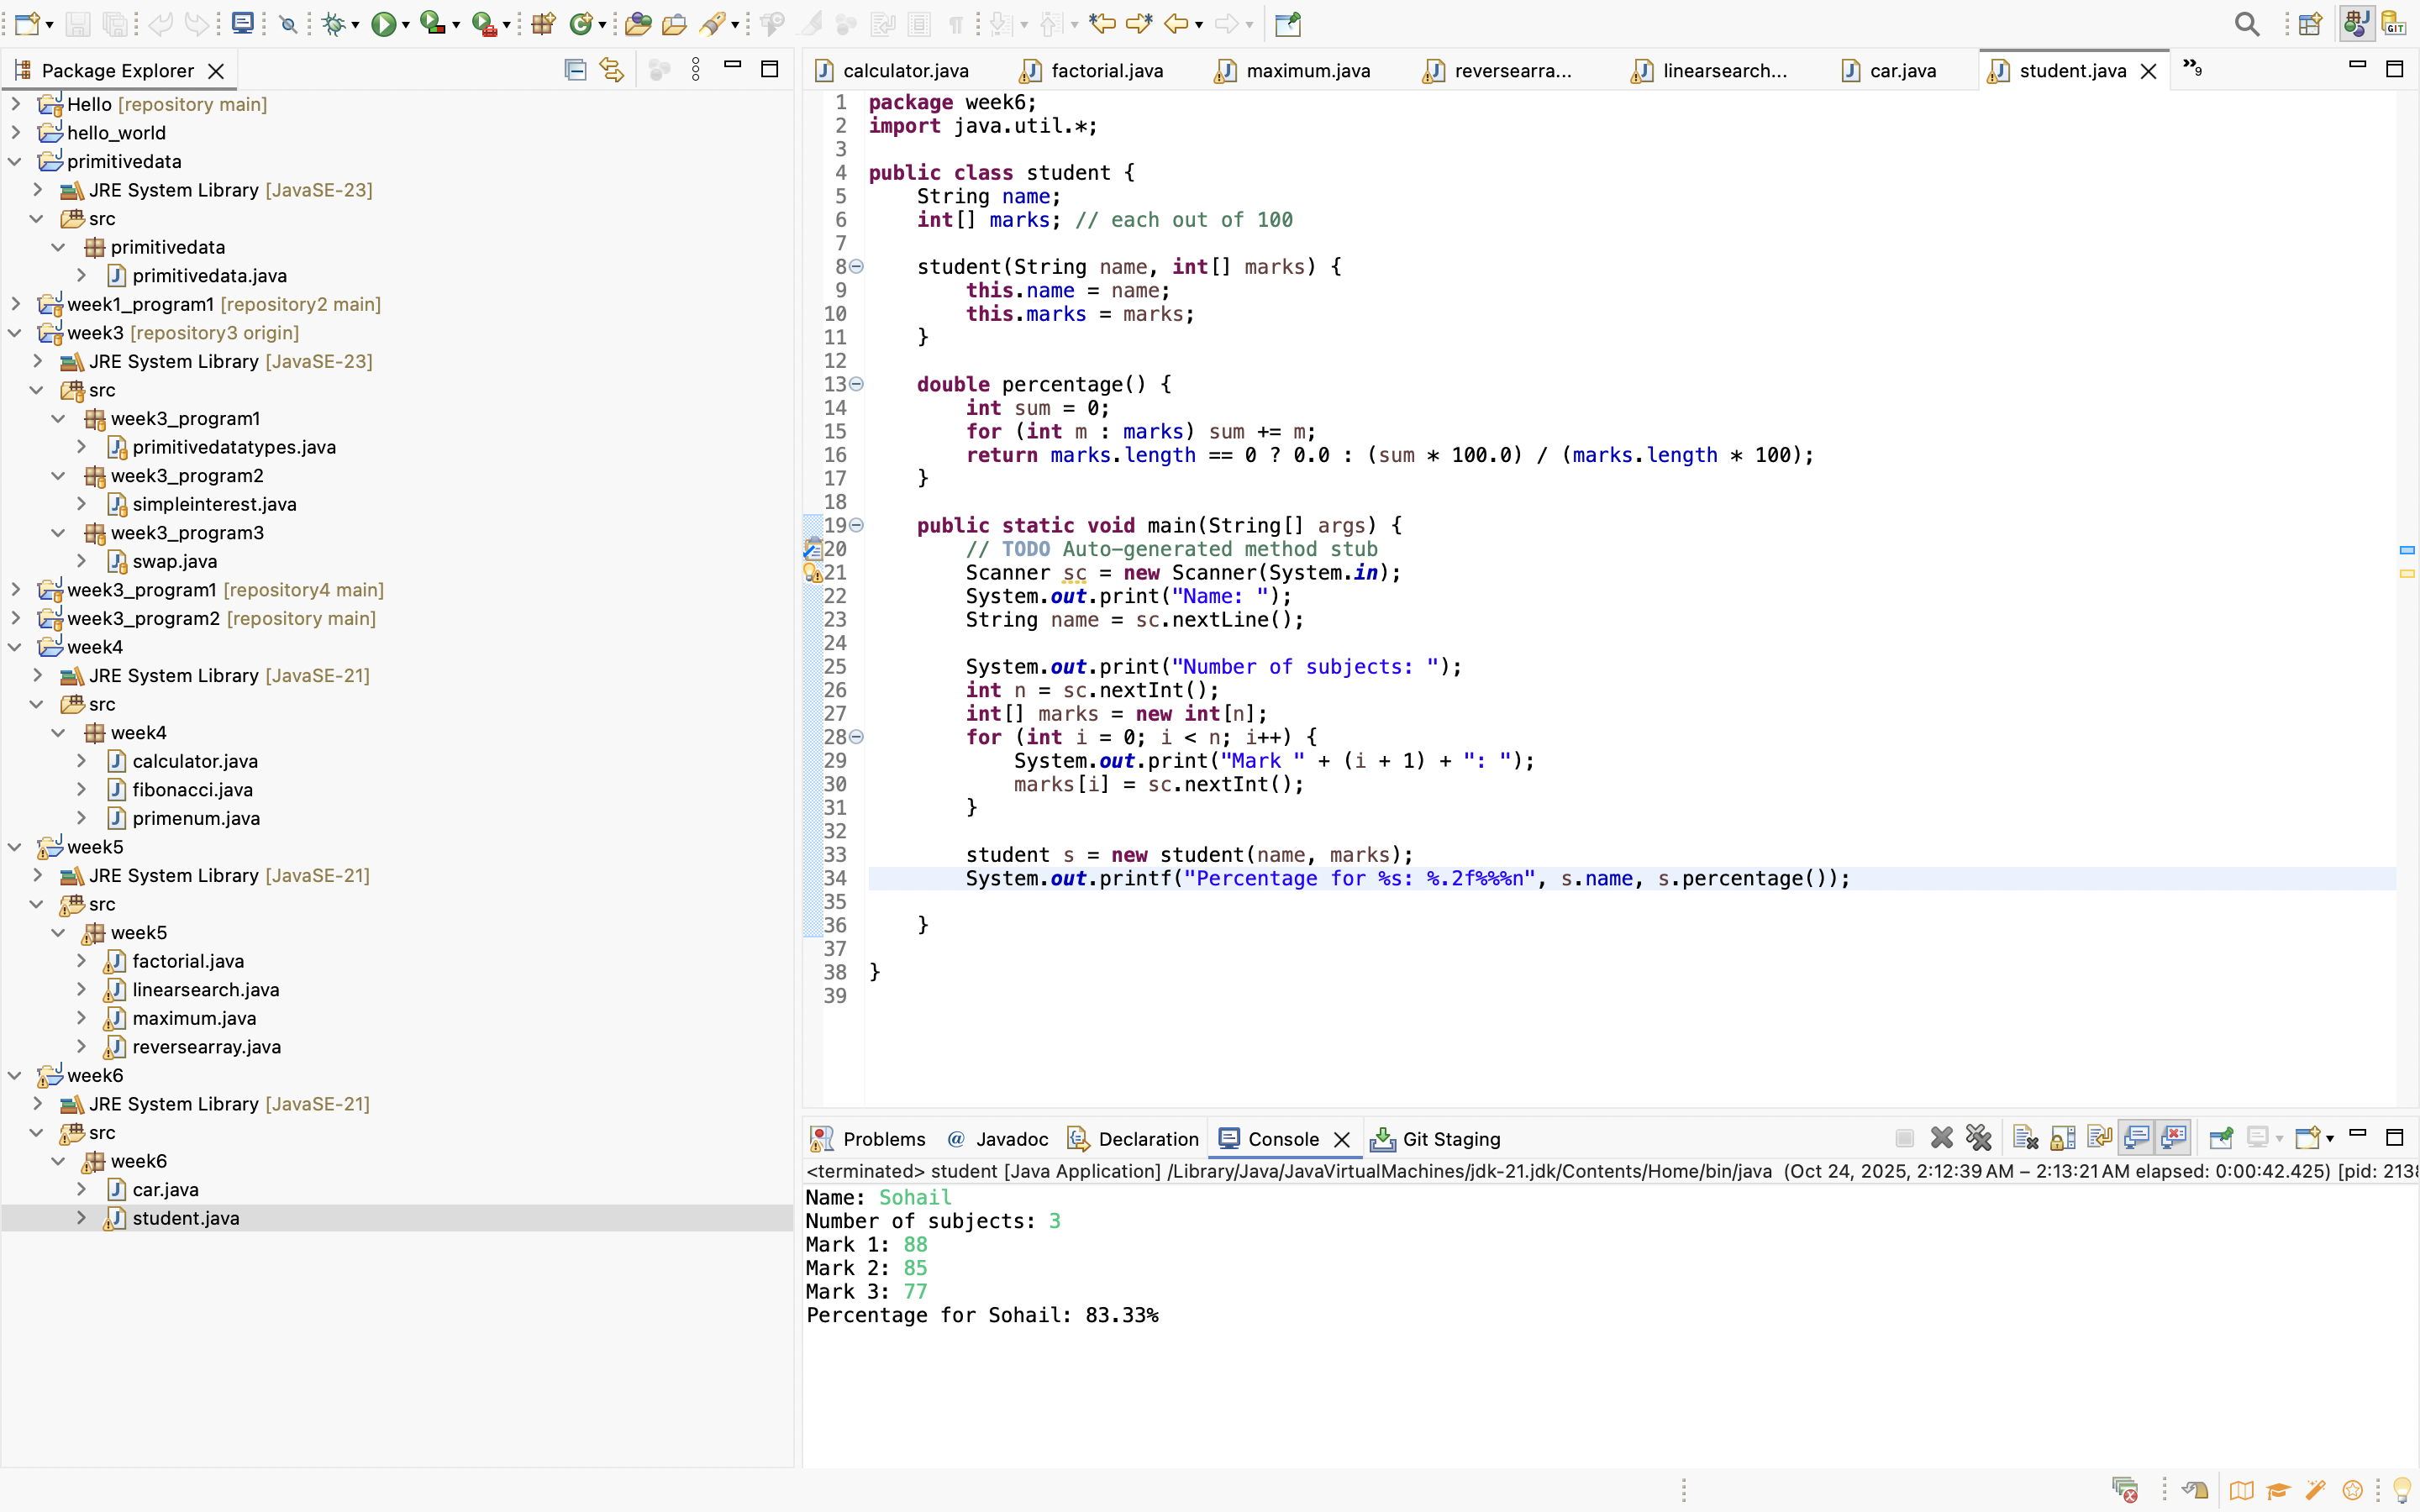 Package Explorer
Hello [repository main]
hello_world
primitivedata
JRE System Library [JavaSE-23]
src
primitivedata
primitivedata.java
week1_program1 [repository2 main]
week3 [repository3 origin]
JRE System Library [JavaSE-23]
src
week3_program1
primitivedatatypes.java
week3_program2
simpleinterest.java
week3_program3
swap.java
week3_program1 [repository4 main]
week3_program2 [repository main]
week4
JRE System Library [JavaSE-21]
src
week4
calculator.java
fibonacci.java
primenum.java
week5
JRE System Library [JavaSE-21]
src
week5
factorial.java
linearsearch.java
maximum.java
reversearray.java
week6
JRE System Library [JavaSE-21]
src
week6
car.java
student.java
calculator.java factorial.java maximum.java reversearra... linearsearch... car.java student.java »9
1 package week6;
2 import java.util.*;
3
4 public class student {
5 String name;
6 int[] marks; // each out of 100
7
8 student(String name, int[] marks) {
9 this.name = name;
10 this.marks = marks;
11 }
12
13 double percentage() {
14 int sum = 0;
15 for (int m : marks) sum += m;
16 return marks.length == 0 ? 0.0 : (sum * 100.0) / (marks.length * 100);
17 }
18
19 public static void main(String[] args) {
20 // TODO Auto-generated method stub
21 Scanner sc = new Scanner(System.in);
22 System.out.print("Name: ");
23 String name = sc.nextLine();
24
25 System.out.print("Number of subjects: ");
26 int n = sc.nextInt();
27 int[] marks = new int[n];
28 for (int i = 0; i < n; i++) {
29 System.out.print("Mark " + (i + 1) + ": ");
30 marks[i] = sc.nextInt();
31 }
32
33 student s = new student(name, marks);
34 System.out.printf("Percentage for %s: %.2f%%%n", s.name, s.percentage());
35
36 }
37
38 }
39
Problems @ Javadoc Declaration Console Git Staging
<terminated> student [Java Application] /Library/Java/JavaVirtualMachines/jdk-21.jdk/Contents/Home/bin/java (Oct 24, 2025, 2:12:39 AM – 2:13:21 AM elapsed: 0:00:42.425) [pid: 213
Name: Sohail
Number of subjects: 3
Mark 1: 88
Mark 2: 85
Mark 3: 77
Percentage for Sohail: 83.33%